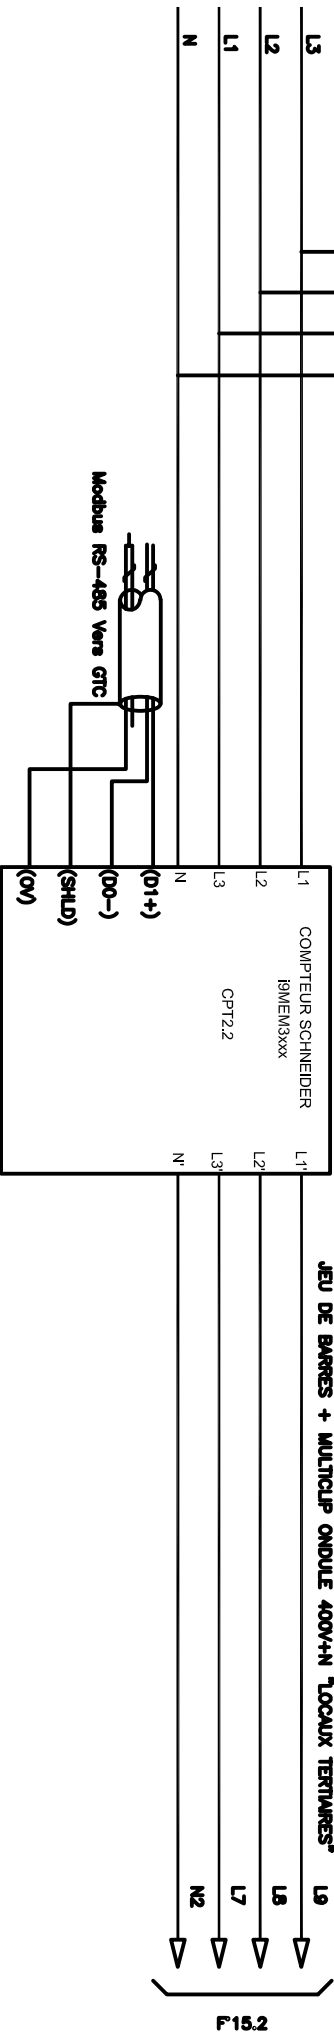 L3
L2
L1
N
Modbus RS-485 Vers GTC
L1
L2
L3
N
(D1+)
(D0-)
(SHLD)
(0V)
COMPTEUR SCHNEIDER
i9MEM3xxx
CPT2.2
L1'
L2'
L3'
N'
JEU DE BARRES + MULTICLIP ONDULE 400V+N "LOCAUX TERTIAIRES"
L9
L8
L7
N2
F15.2